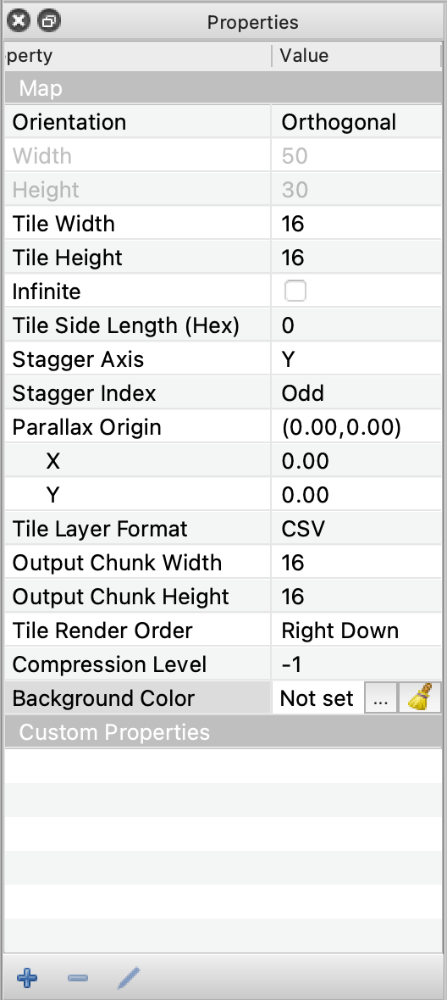 Properties
perty Value
Map
Orientation Orthogonal
Width 50
Height 30
Tile Width 16
Tile Height 16
Infinite
Tile Side Length (Hex) 0
Stagger Axis Y
Stagger Index Odd
Parallax Origin (0.00,0.00)
X 0.00
Y 0.00
Tile Layer Format CSV
Output Chunk Width 16
Output Chunk Height 16
Tile Render Order Right Down
Compression Level -1
Background Color Not set ...
Custom Properties